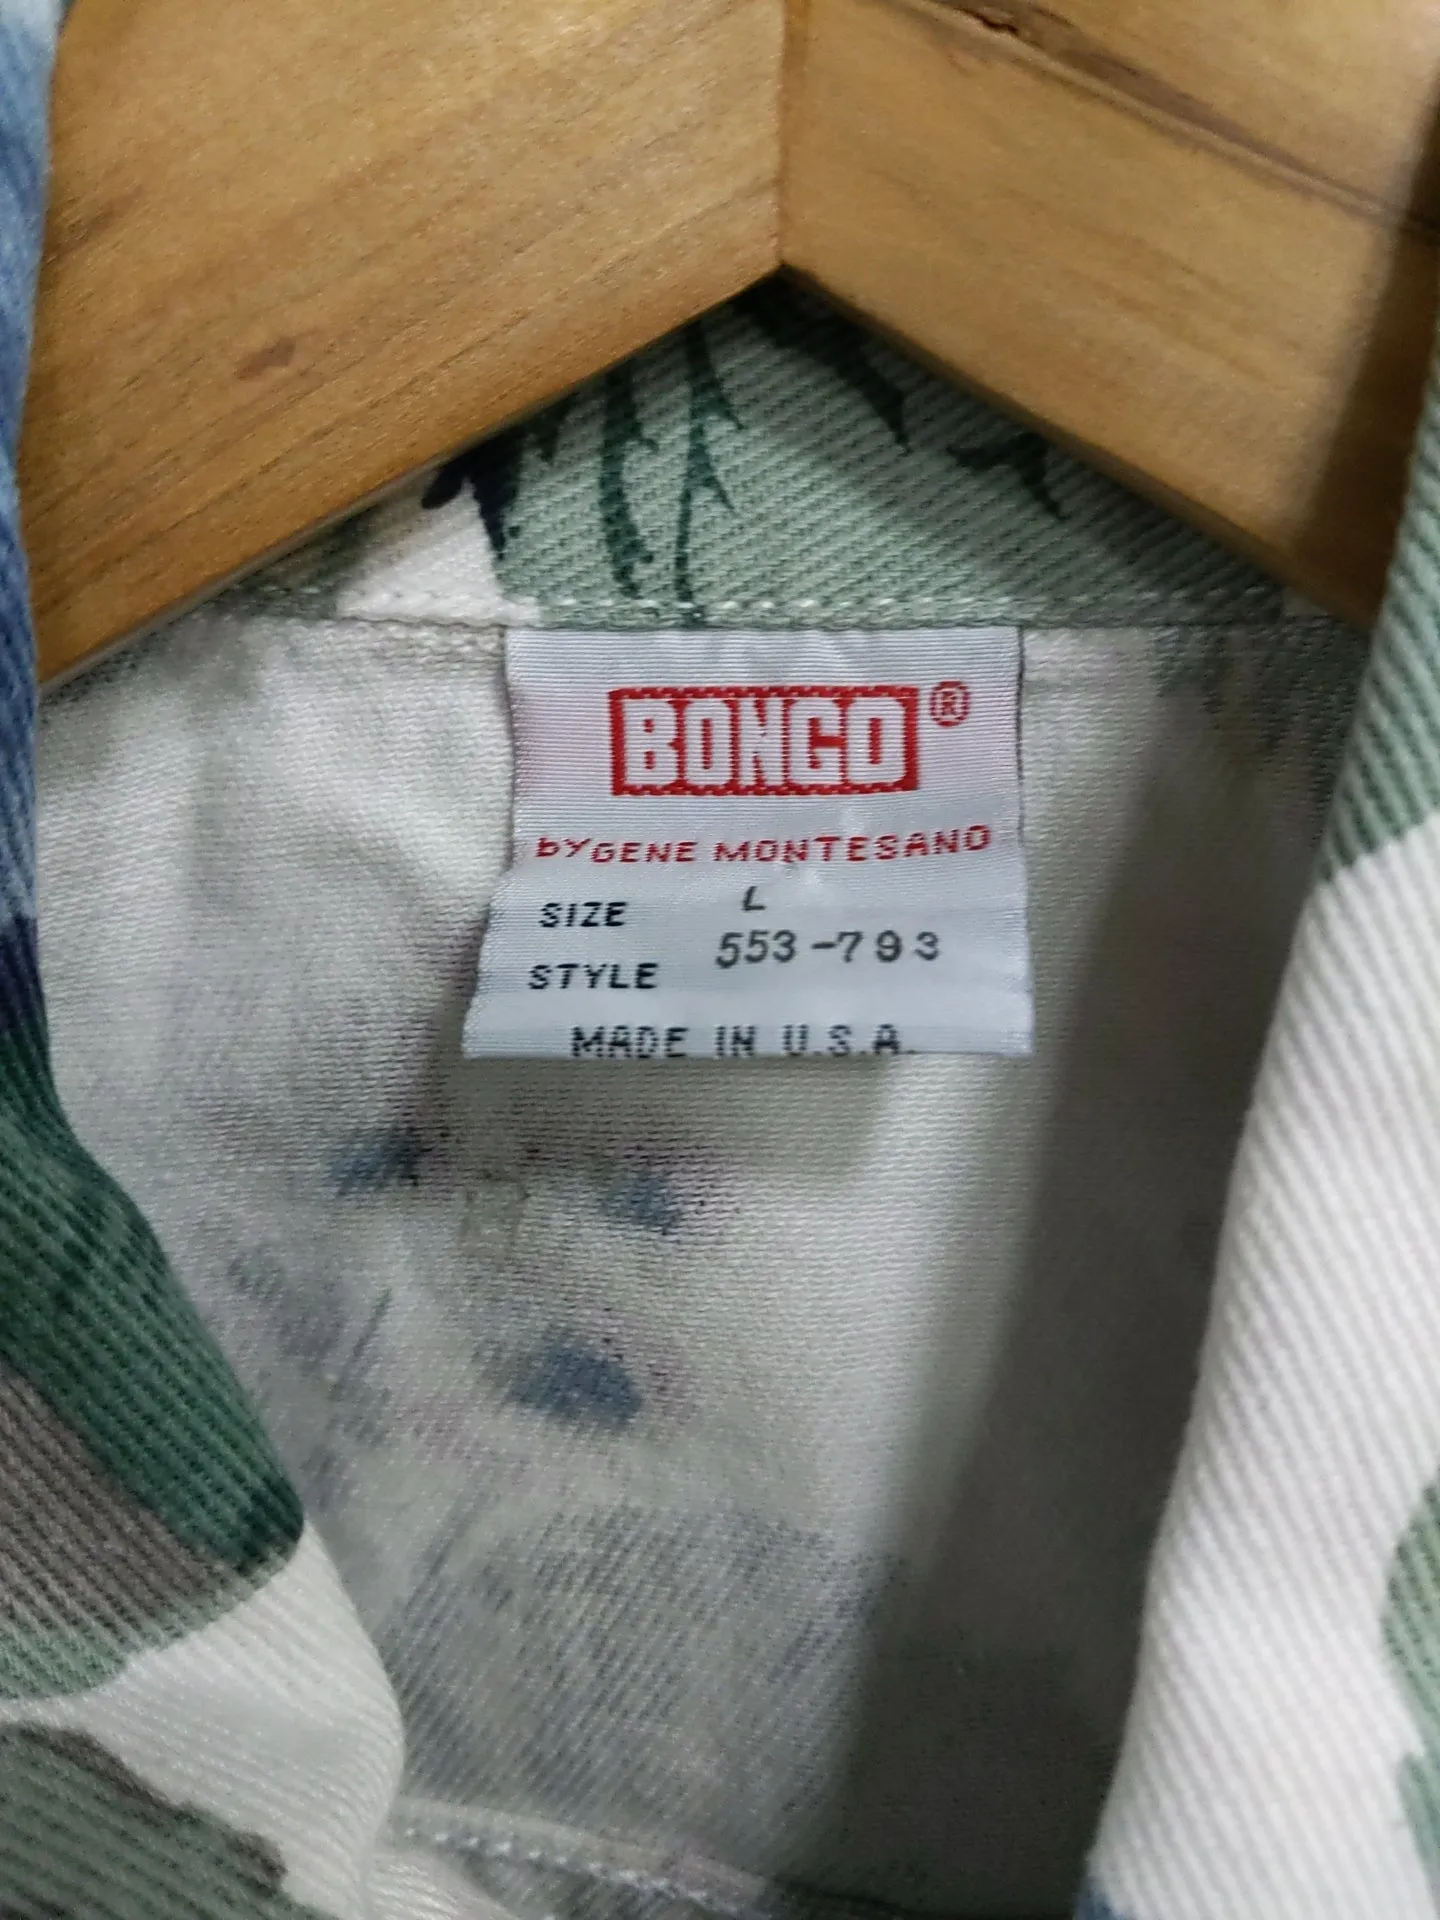 BONGO®
by GENE MONTESANO
SIZE L
STYLE 553-793
MADE IN U.S.A.